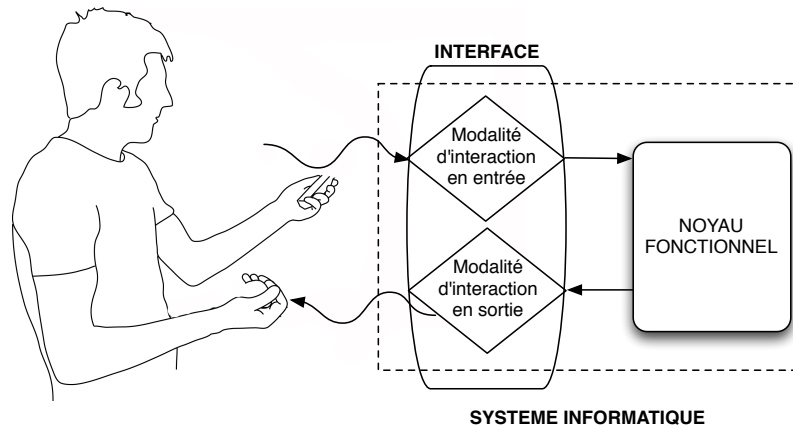 INTERFACE
Modalité
d'interaction
en entrée
NOYAU
FONCTIONNEL
Modalité
d'interaction
en sortie
SYSTEME INFORMATIQUE